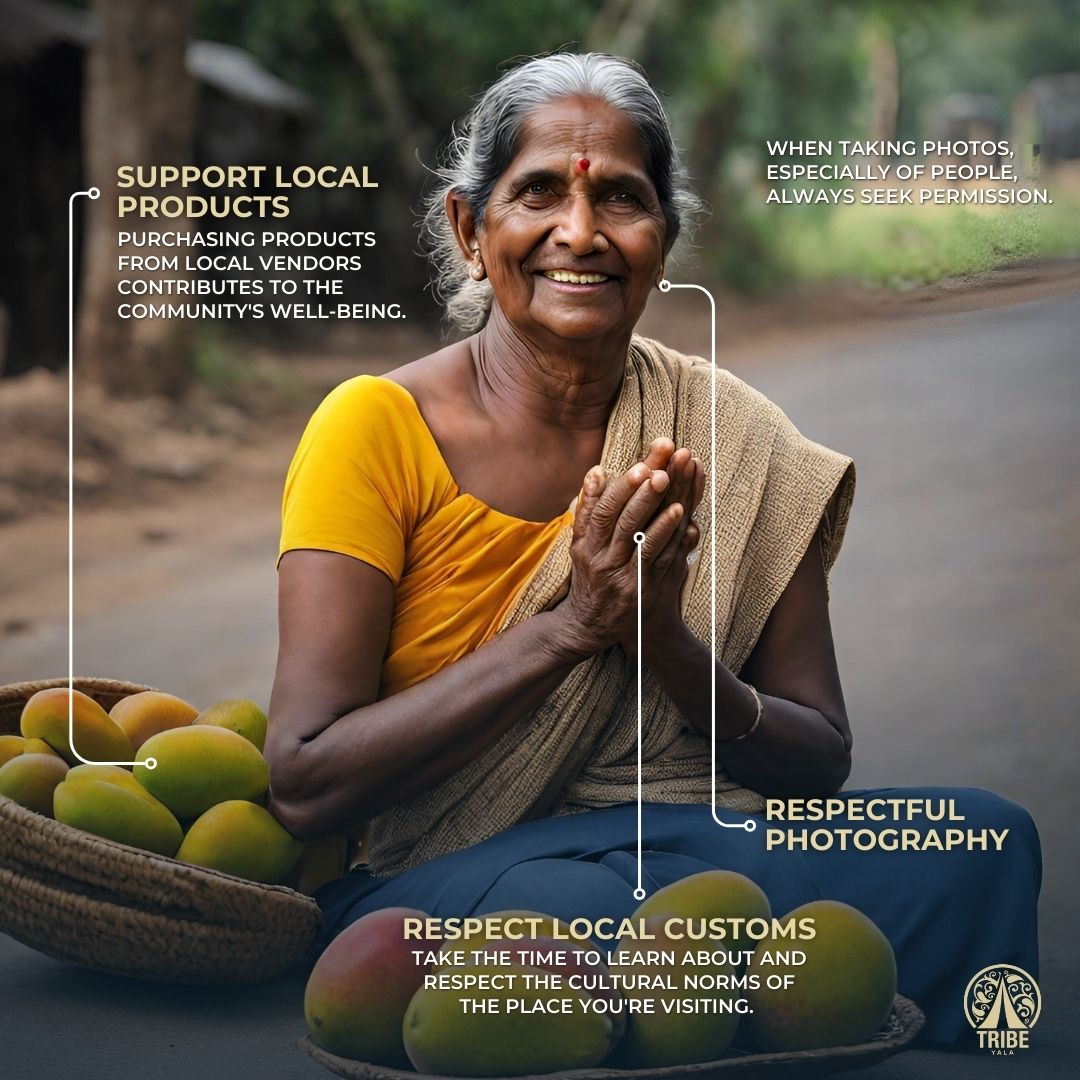 SUPPORT LOCAL
PRODUCTS
PURCHASING PRODUCTS
FROM LOCAL VENDORS
CONTRIBUTES TO THE
COMMUNITY'S WELL-BEING.
WHEN TAKING PHOTOS,
ESPECIALLY OF PEOPLE,
ALWAYS SEEK PERMISSION.
RESPECTFUL
PHOTOGRAPHY
RESPECT LOCAL CUSTOMS
TAKE THE TIME TO LEARN ABOUT AND
RESPECT THE CULTURAL NORMS OF
THE PLACE YOU'RE VISITING.
TRIBE
YALA